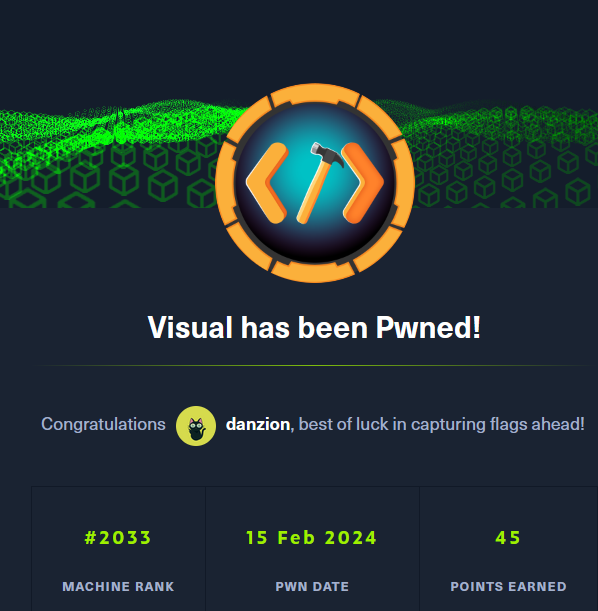 Visual has been Pwned!
Congratulations danzion, best of luck in capturing flags ahead!
#2033 15 Feb 2024 45
MACHINE RANK PWN DATE POINTS EARNED